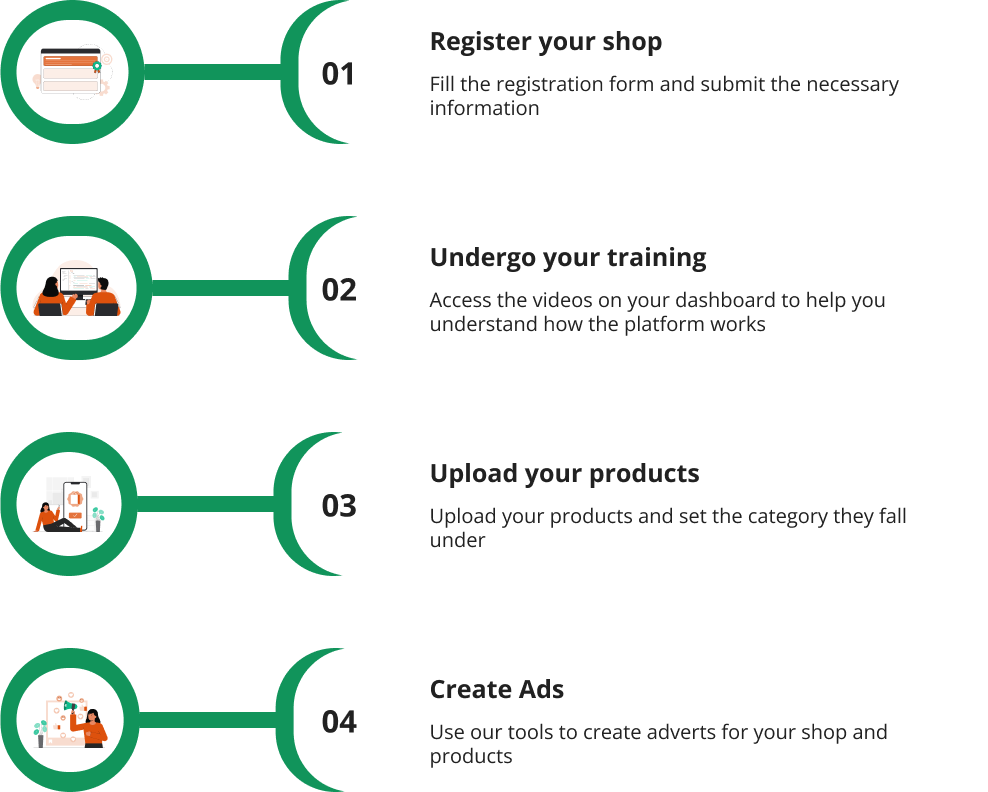 01
Register your shop
Fill the registration form and submit the necessary
information
02
Undergo your training
Access the videos on your dashboard to help you
understand how the platform works
03
Upload your products
Upload your products and set the category they fall
under
04
Create Ads
Use our tools to create adverts for your shop and
products